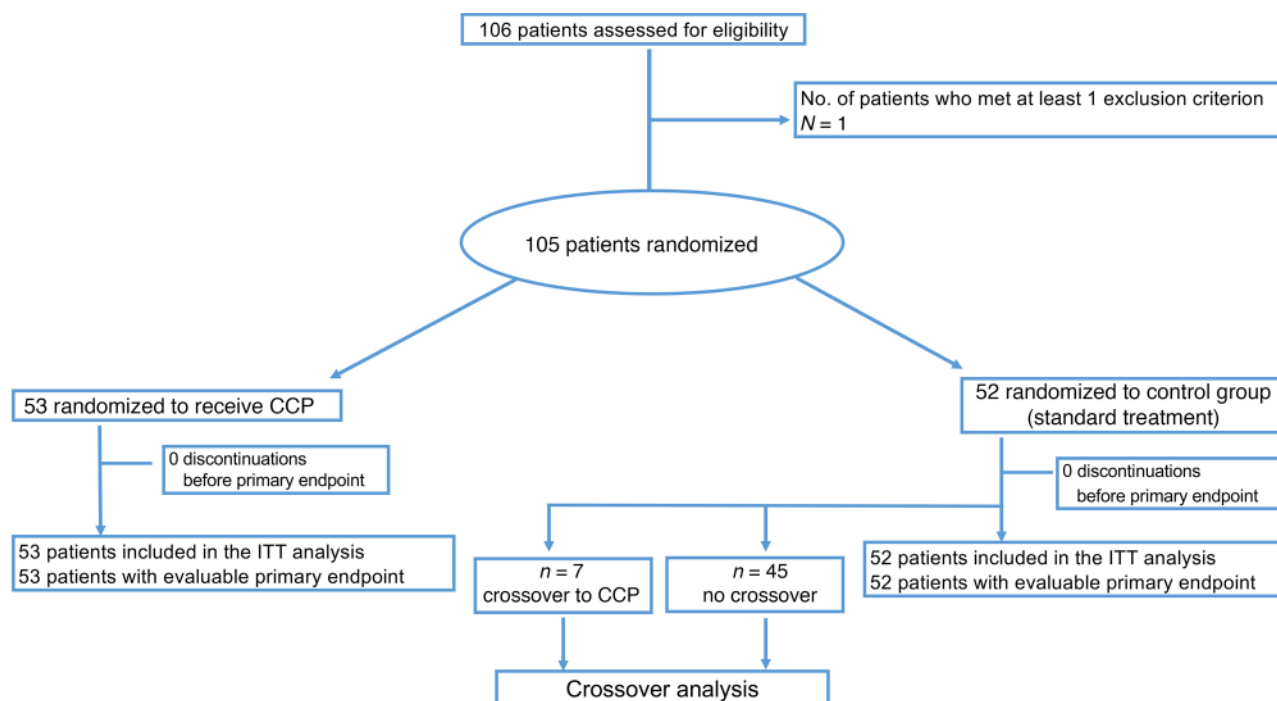 106 patients assessed for eligibility
No. of patients who met at least 1 exclusion criterion
N = 1
105 patients randomized
53 randomized to receive CCP
52 randomized to control group
(standard treatment)
0 discontinuations
before primary endpoint
0 discontinuations
before primary endpoint
53 patients included in the ITT analysis
53 patients with evaluable primary endpoint
n = 7
crossover to CCP
n = 45
no crossover
52 patients included in the ITT analysis
52 patients with evaluable primary endpoint
Crossover analysis